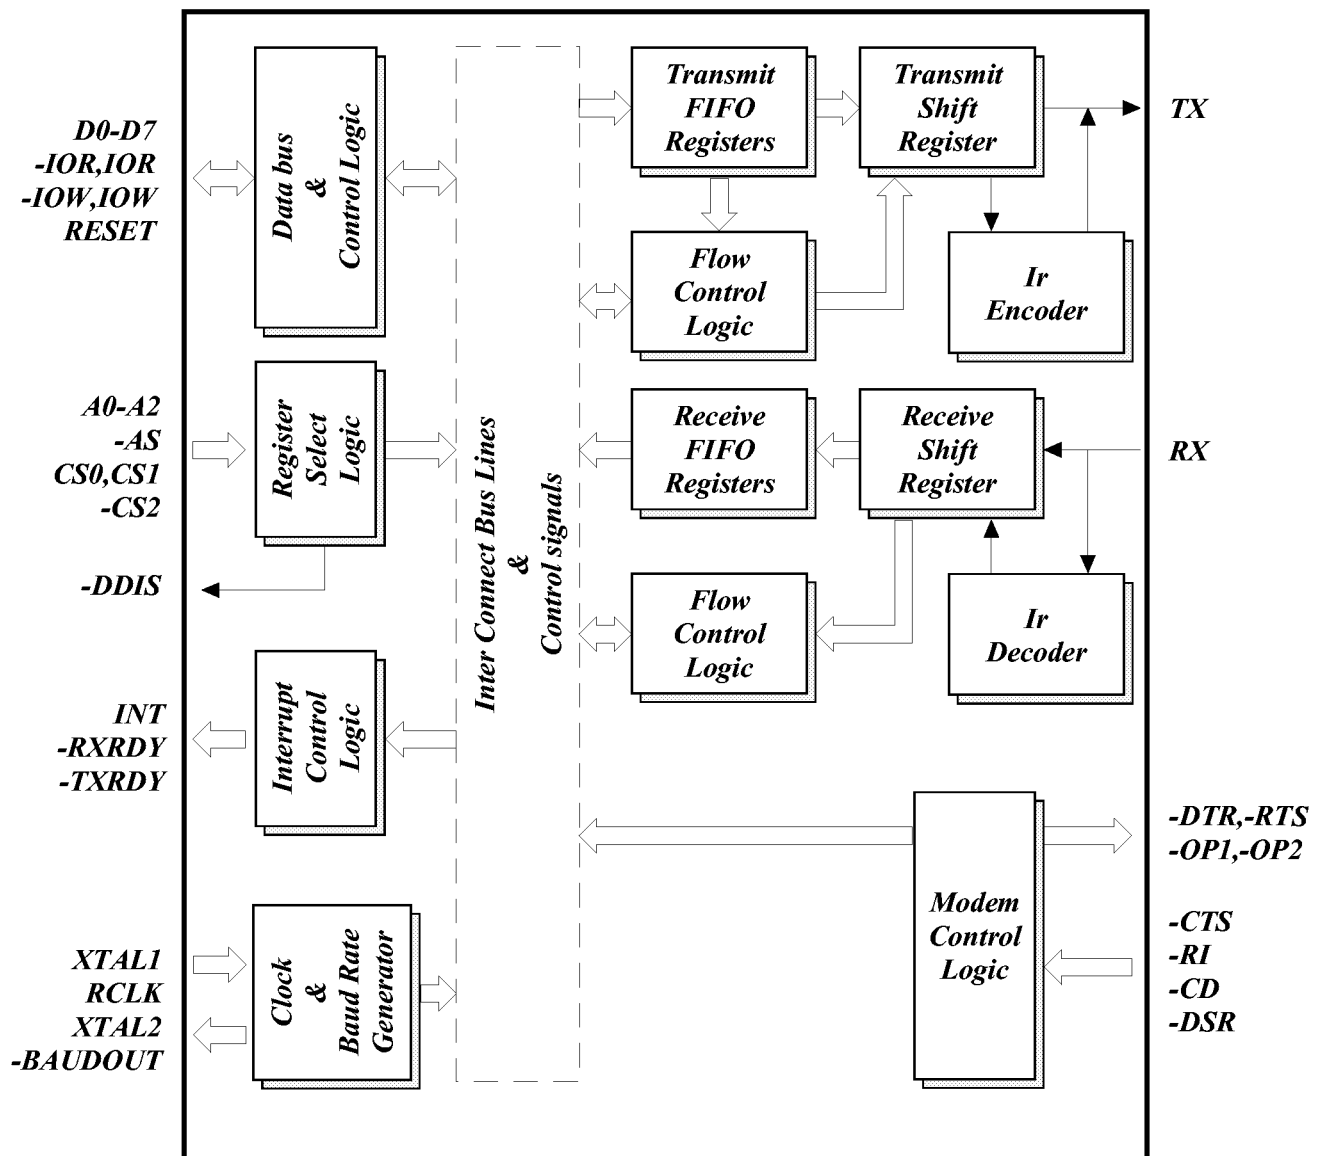 D0-D7
-IOR,IOR
-IOW,IOW
RESET
A0-A2
-AS
CS0,CS1
-CS2
-DDIS
INT
-RXRDY
-TXRDY
XTAL1
RCLK
XTAL2
-BAUDOUT
Data bus
&
Control Logic
Register
Select
Logic
Interrupt
Control
Logic
Clock
&
Baud Rate
Generator
Inter Connect Bus Lines
&
Control signals
Transmit
FIFO
Registers
Transmit
Shift
Register
Flow
Control
Logic
Ir
Encoder
Receive
FIFO
Registers
Receive
Shift
Register
Flow
Control
Logic
Ir
Decoder
Modem
Control
Logic
TX
RX
-DTR,-RTS
-OP1,-OP2
-CTS
-RI
-CD
-DSR